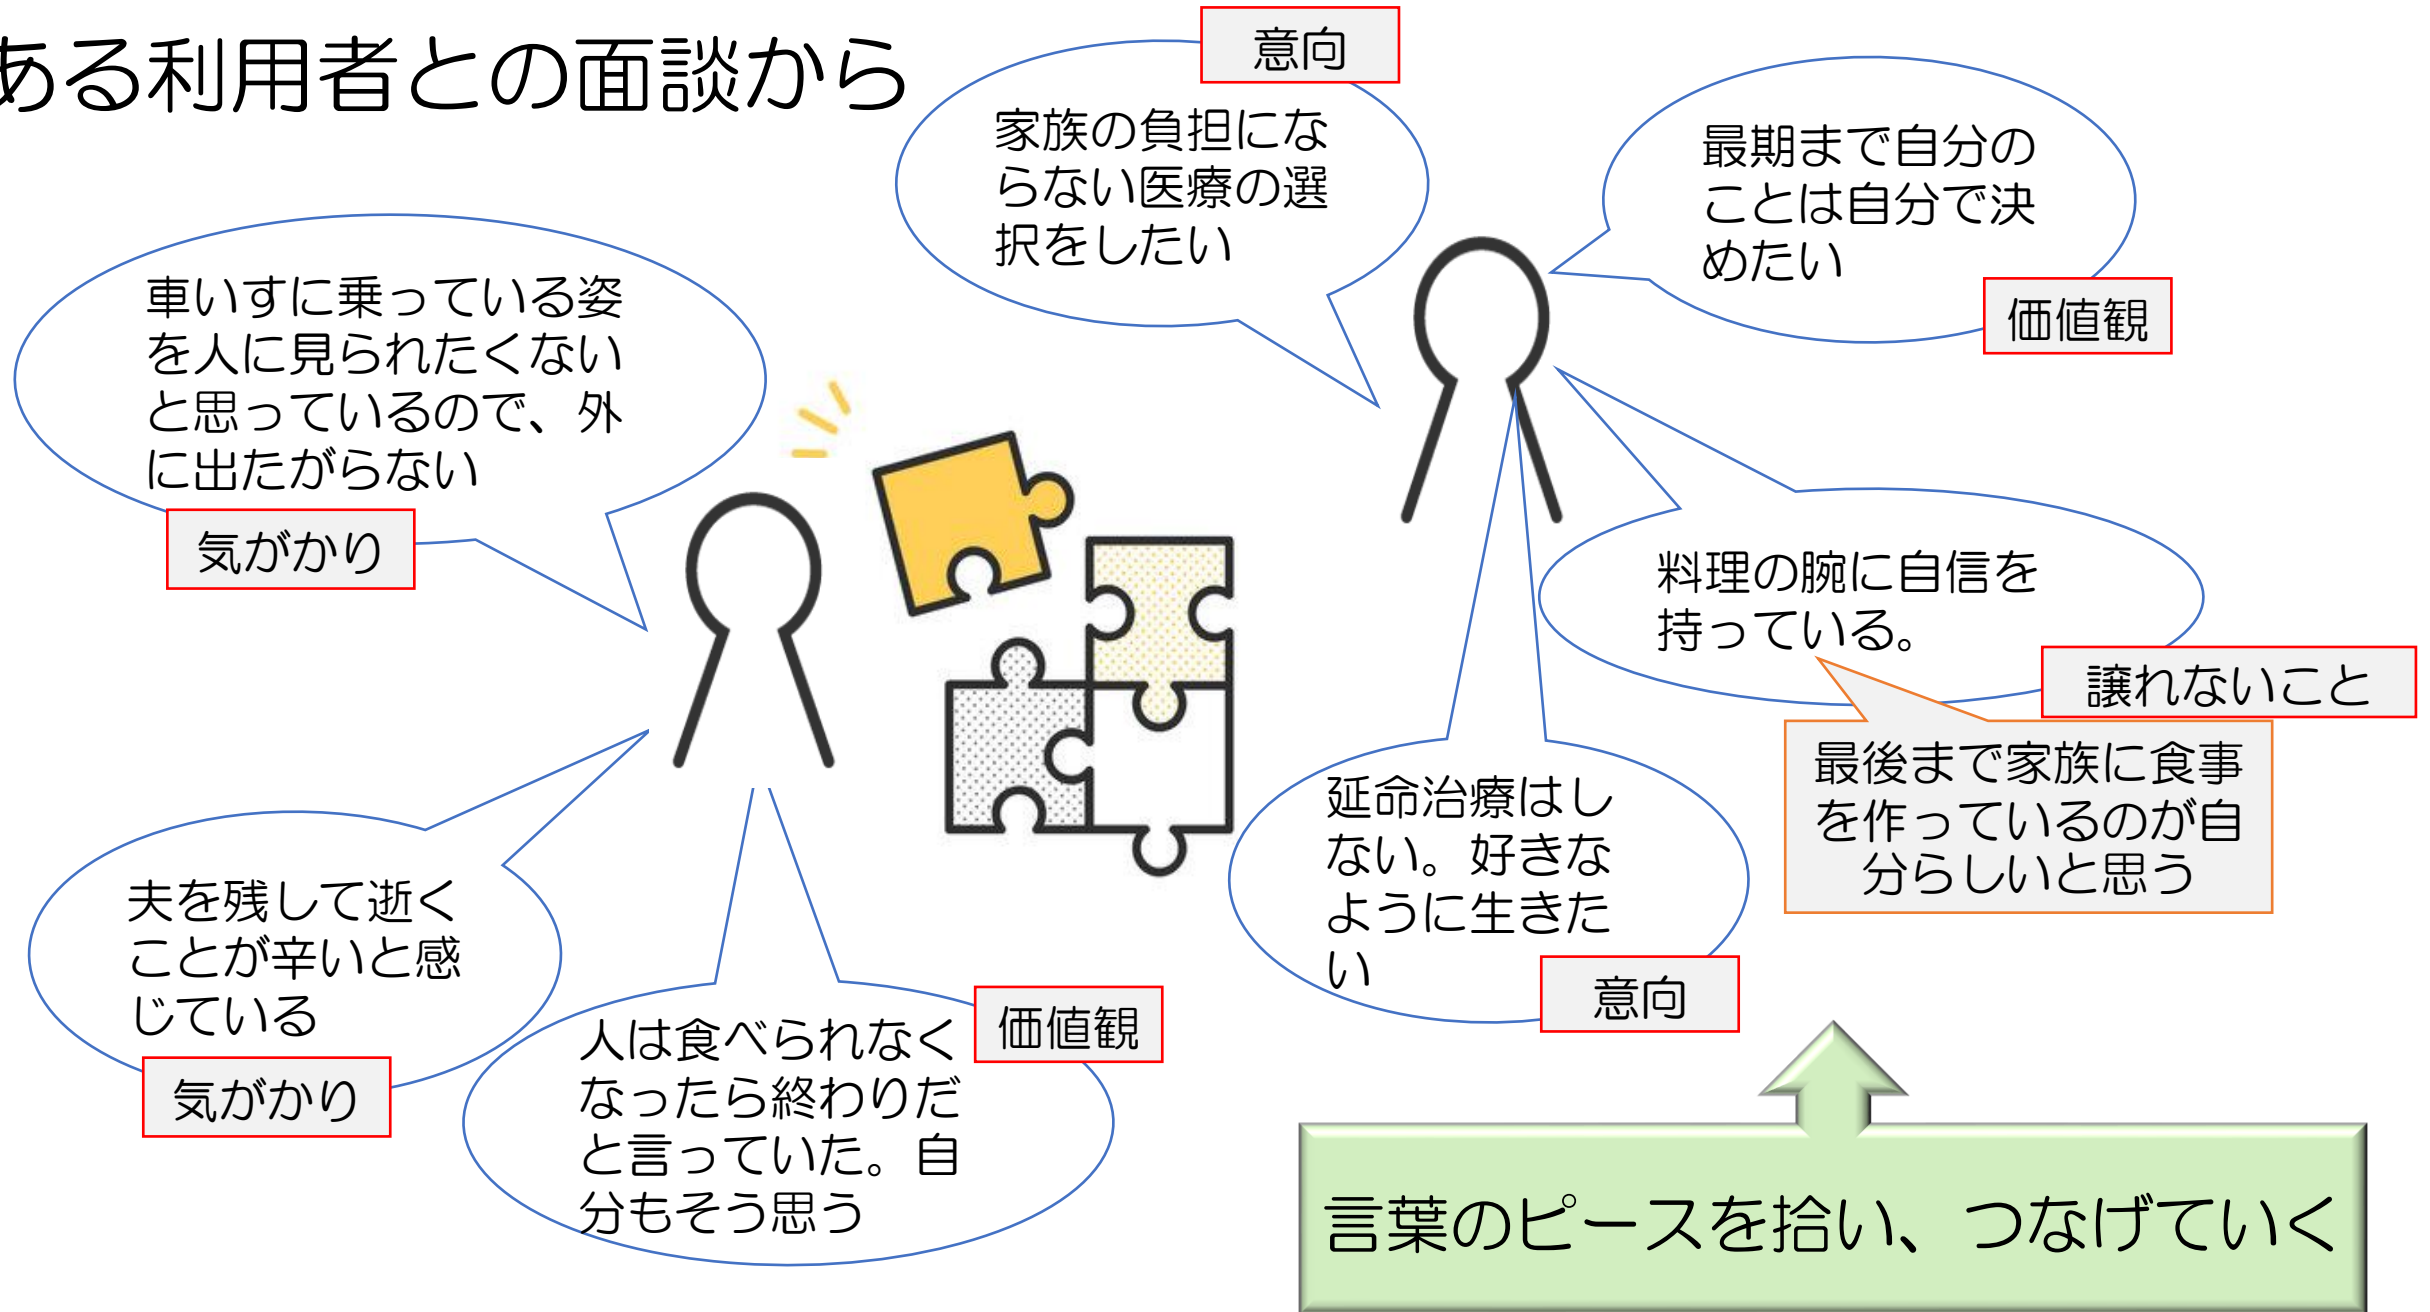 ある利用者との面談から
意向
家族の負担にな
らない医療の選
択をしたい
最期まで自分の
ことは自分で決
めたい
価値観
車いすに乗っている姿
を人に見られたくない
と思っているので、外
に出たがらない
気がかり
料理の腕に自信を
持っている。
譲れないこと
最後まで家族に食事
を作っているのが自
分らしいと思う
延命治療はし
ない。好きな
ように生きた
い
意向
夫を残して逝く
ことが辛いと感
じている
気がかり
価値観
人は食べられなく
なったら終わりだ
と言っていた。自
分もそう思う
言葉のピースを拾い、つなげていく